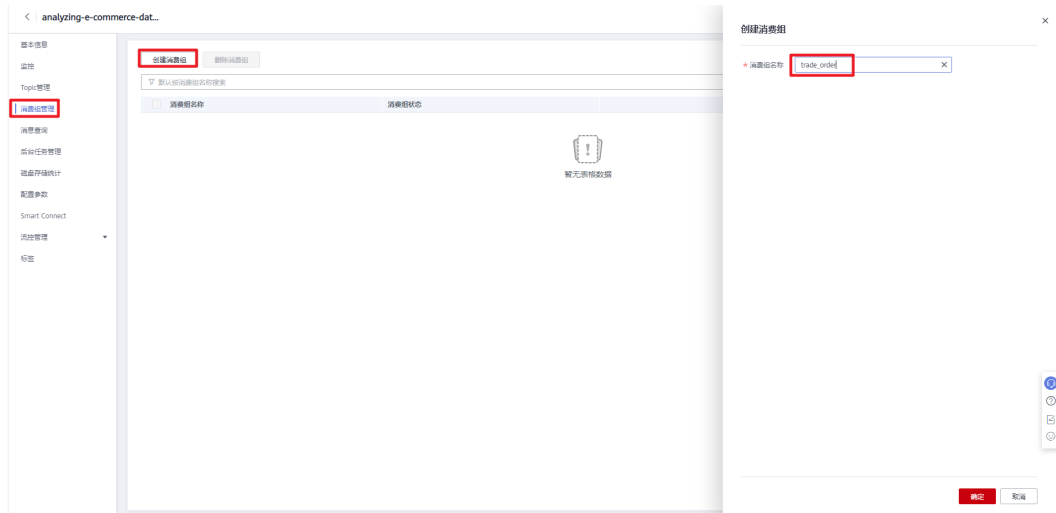 analyzing-e-commerce-dat...
基本信息
监控
Topic管理
消费组管理
消息查询
后台任务管理
磁盘存储统计
配置参数
Smart Connect
流控管理
标签
创建消费组 删除消费组
默认按消费组名称搜索
消费组名称 消费组状态
暂无表格数据
创建消费组
* 消费组名称 trade_order
确定 取消